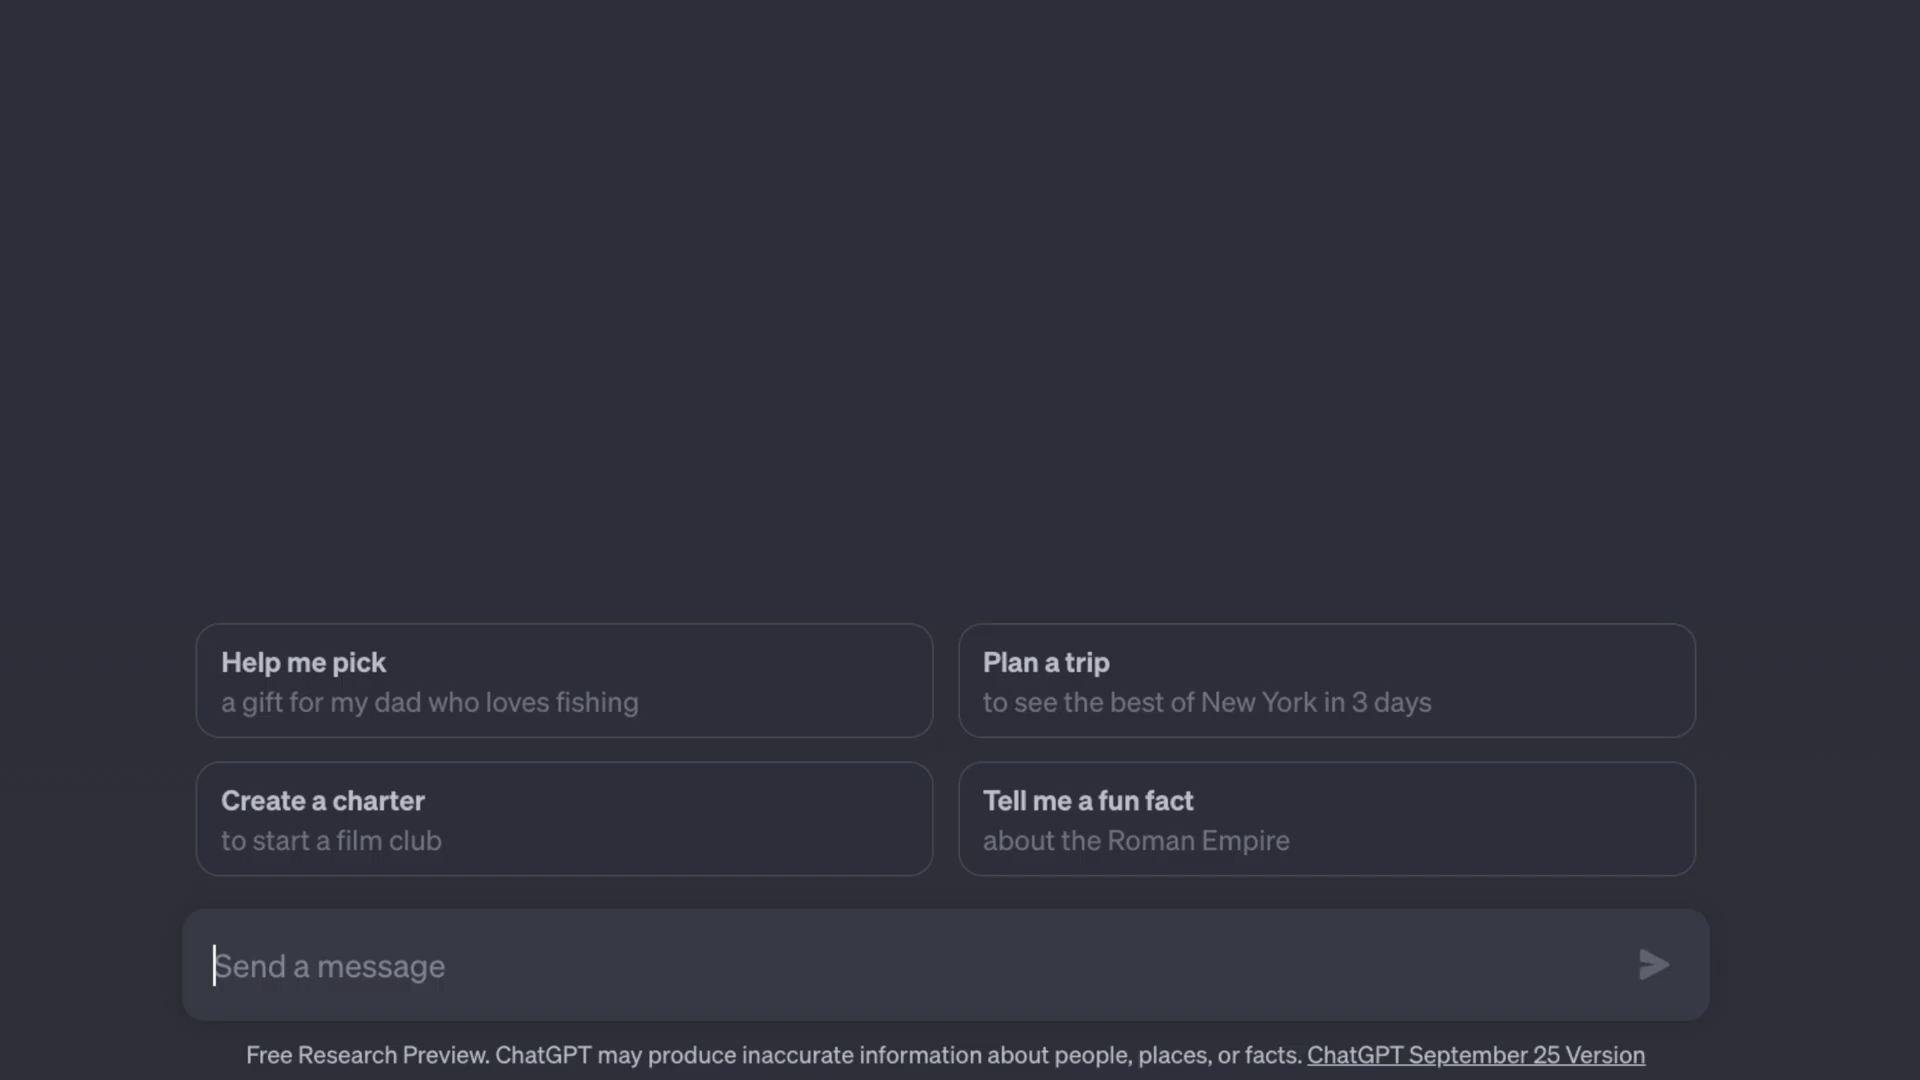 Help me pick
a gift for my dad who loves fishing
Plan a trip
to see the best of New York in 3 days
Create a charter
to start a film club
Tell me a fun fact
about the Roman Empire
Send a message
Free Research Preview. ChatGPT may produce inaccurate information about people, places, or facts. ChatGPT September 25 Version